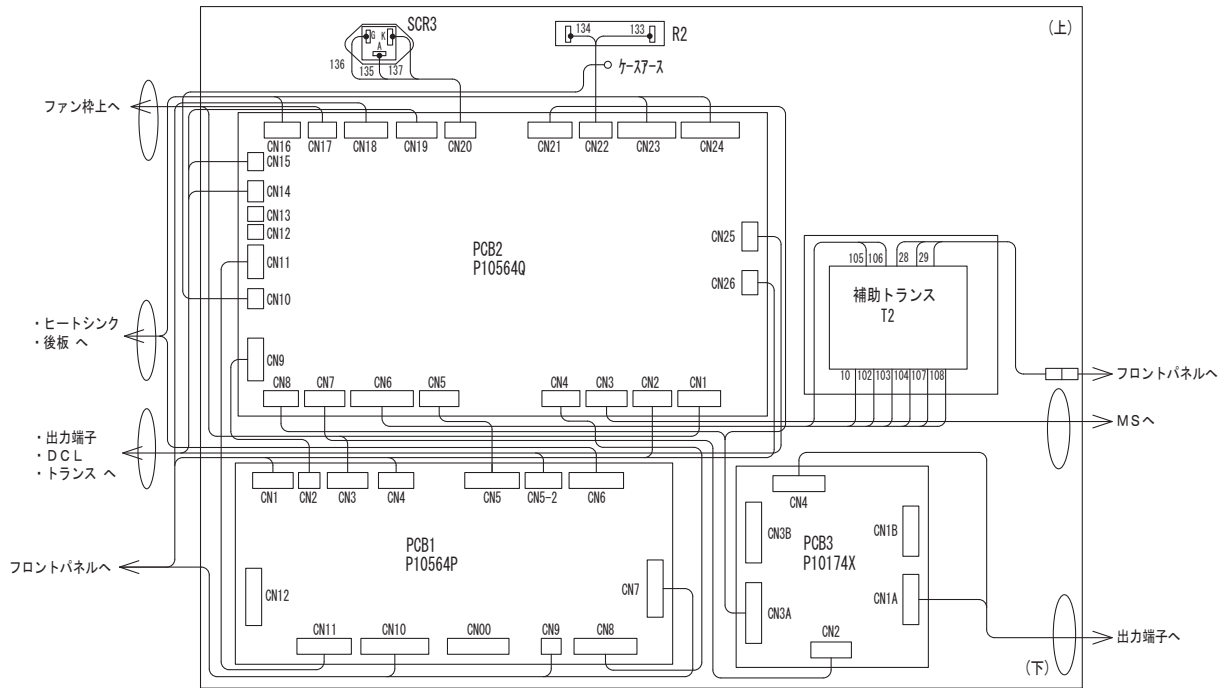 SCR3
G K
A
136
135
137
134
133
R2
ケースアース
(上)
ファン枠上へ
CN16
CN17
CN18
CN19
CN20
CN21
CN22
CN23
CN24
CN15
CN14
CN13
CN12
CN11
CN10
CN9
PCB2
P10564Q
CN25
CN26
105
106
28
29
補助トランス
T2
10
102
103
104
107
108
・ヒートシンク
・後板 へ
CN8
CN7
CN6
CN5
CN4
CN3
CN2
CN1
フロントパネルへ
MSへ
・出力端子
・DCL
・トランス へ
CN1
CN2
CN3
CN4
CN5
CN5-2
CN6
PCB1
P10564P
CN12
CN7
CN11
CN10
CN00
CN9
CN8
フロントパネルへ
CN4
CN3B
CN1B
PCB3
P10174X
CN3A
CN1A
CN2
出力端子へ
(下)